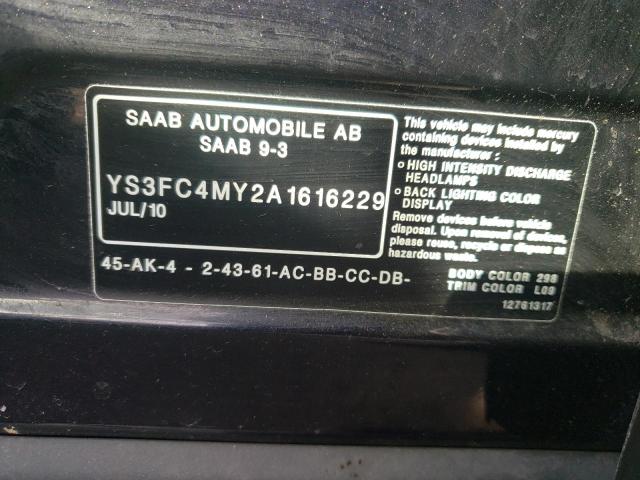 SAAB AUTOMOBILE AB
SAAB 9-3
YS3FC4MY2A1616229
JUL/10
This vehicle may include mercury
containing devices installed by
the manufacturer :
○ HIGH INTENSITY DISCHARGE
HEADLAMPS
○ BACK LIGHTING COLOR
DISPLAY
Remove devices before vehicle
disposal. Upon removal of devices,
please reuse, recycle or dispose as
hazardous waste.
45-AK-4 - 2-43-61-AC-BB-CC-DB-
BODY COLOR 298
TRIM COLOR L09
12761317